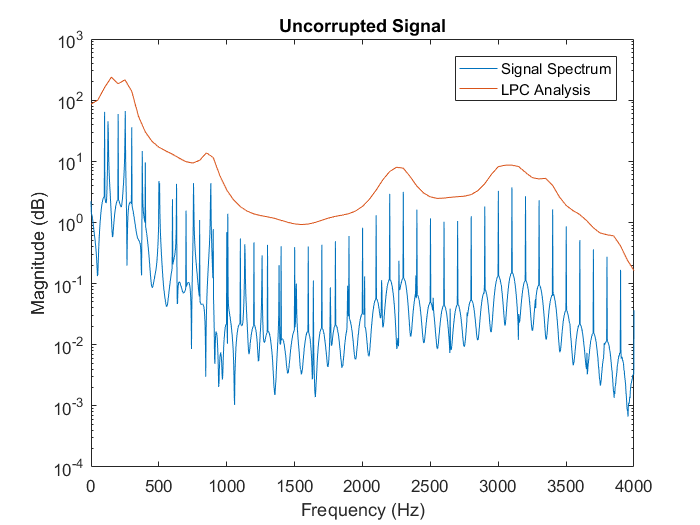 Uncorrupted Signal
Signal Spectrum
LPC Analysis
Magnitude (dB)
10^3
10^2
10^1
10^0
10^-1
10^-2
10^-3
10^-4
0 500 1000 1500 2000 2500 3000 3500 4000
Frequency (Hz)